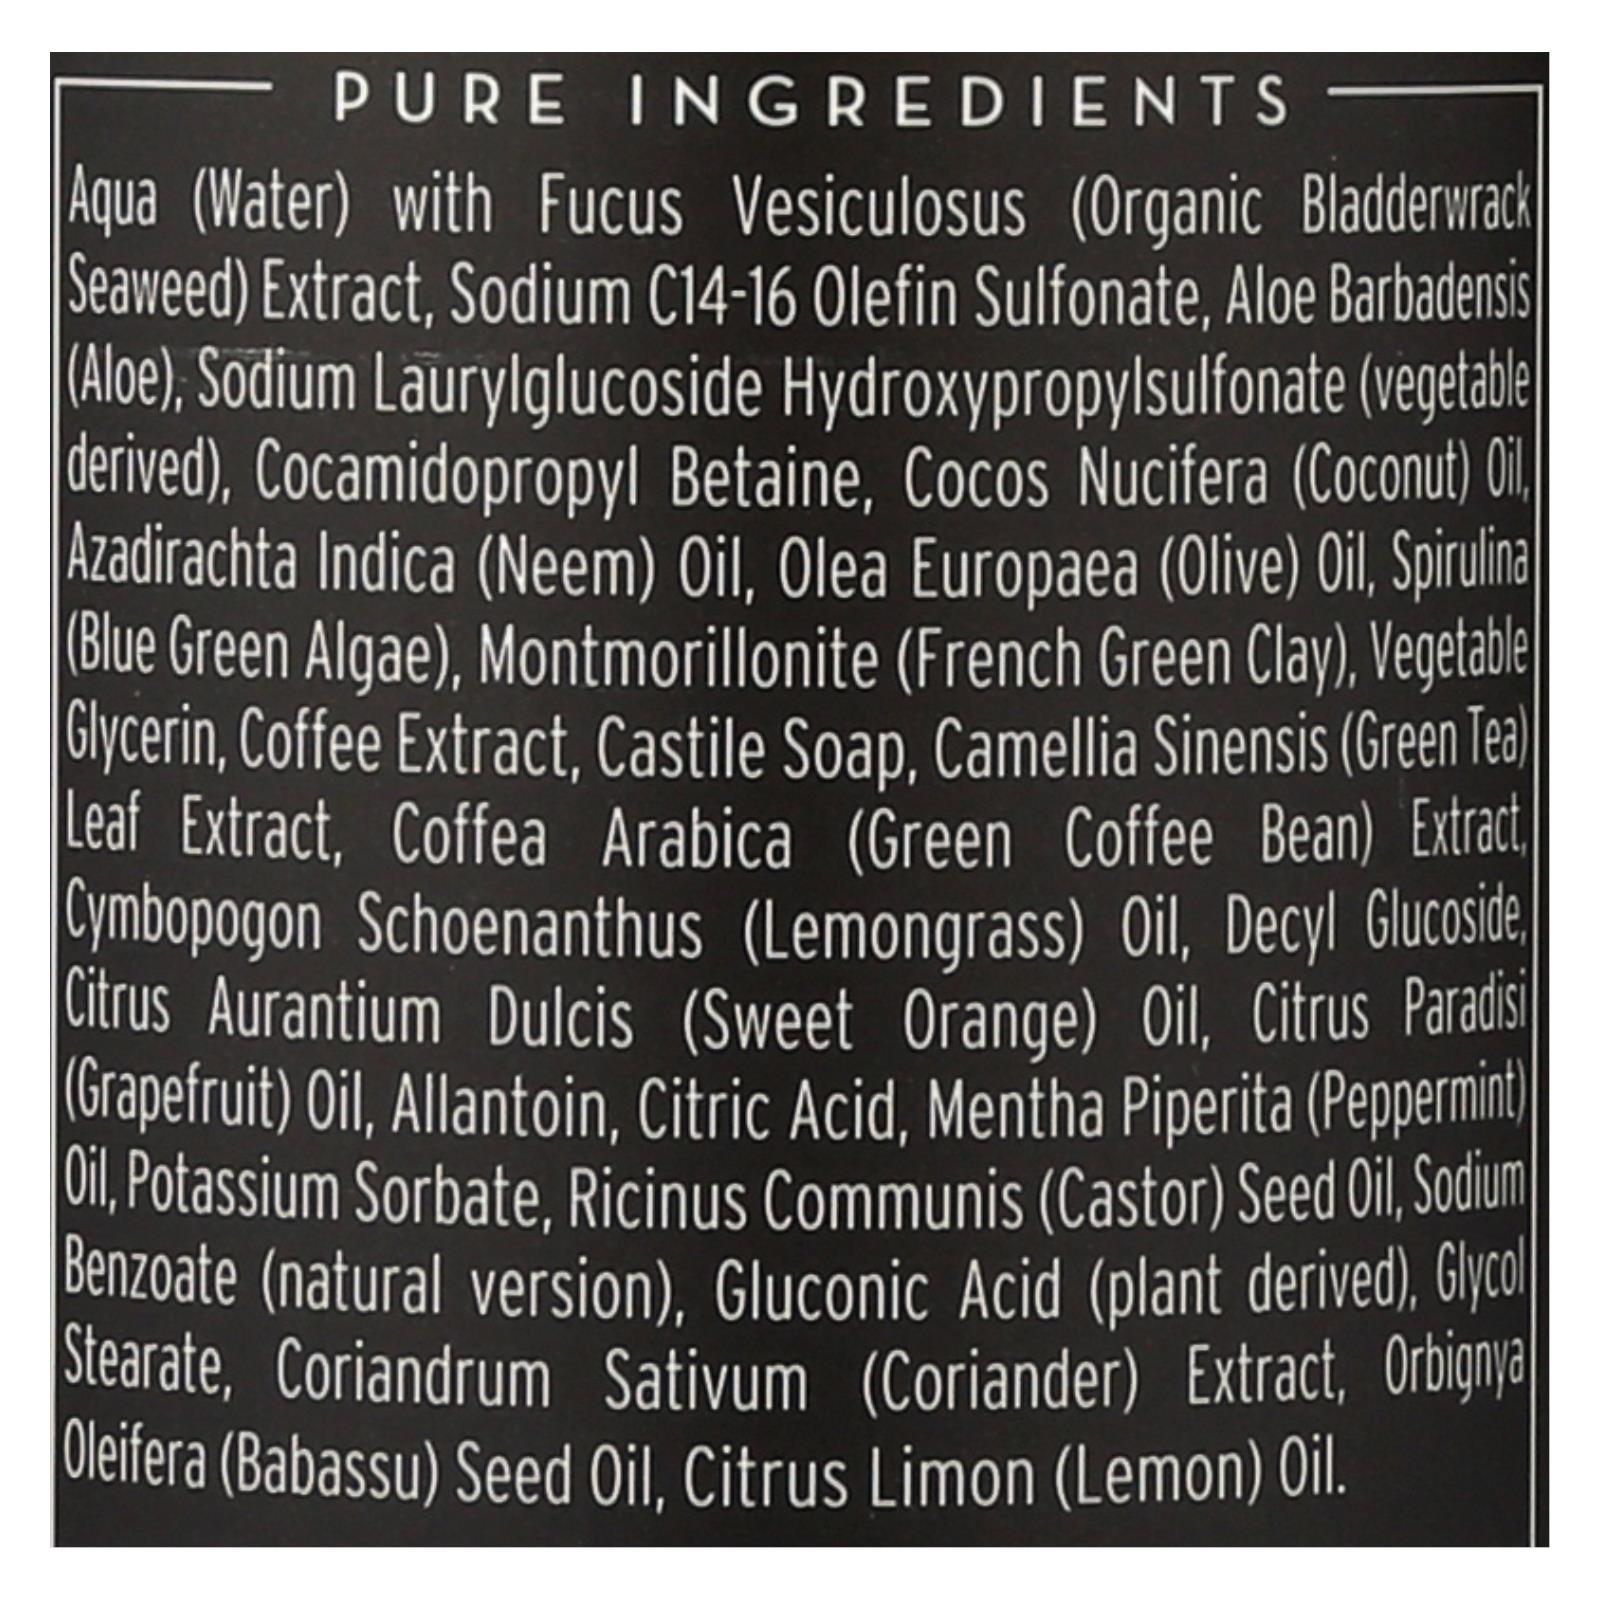 PURE INGREDIENTS
Aqua (Water) with Fucus Vesiculosus (Organic Bladderwrack
Seaweed) Extract, Sodium C14-16 Olefin Sulfonate, Aloe Barbadensis
(Aloe), Sodium Laurylglucoside Hydroxypropylsulfonate (vegetable
derived), Cocamidopropyl Betaine, Cocos Nucifera (Coconut) Oil,
Azadirachta Indica (Neem) Oil, Olea Europaea (Olive) Oil, Spirulina
(Blue Green Algae), Montmorillonite (French Green Clay), Vegetable
Glycerin, Coffee Extract, Castile Soap, Camellia Sinensis (Green Tea)
Leaf Extract, Coffea Arabica (Green Coffee Bean) Extract,
Cymbopogon Schoenanthus (Lemongrass) Oil, Decyl Glucoside,
Citrus Aurantium Dulcis (Sweet Orange) Oil, Citrus Paradisi
(Grapefruit) Oil, Allantoin, Citric Acid, Mentha Piperita (Peppermint)
Oil, Potassium Sorbate, Ricinus Communis (Castor) Seed Oil, Sodium
Benzoate (natural version), Gluconic Acid (plant derived), Glycol
Stearate, Coriandrum Sativum (Coriander) Extract, Orbignya
Oleifera (Babassu) Seed Oil, Citrus Limon (Lemon) Oil.